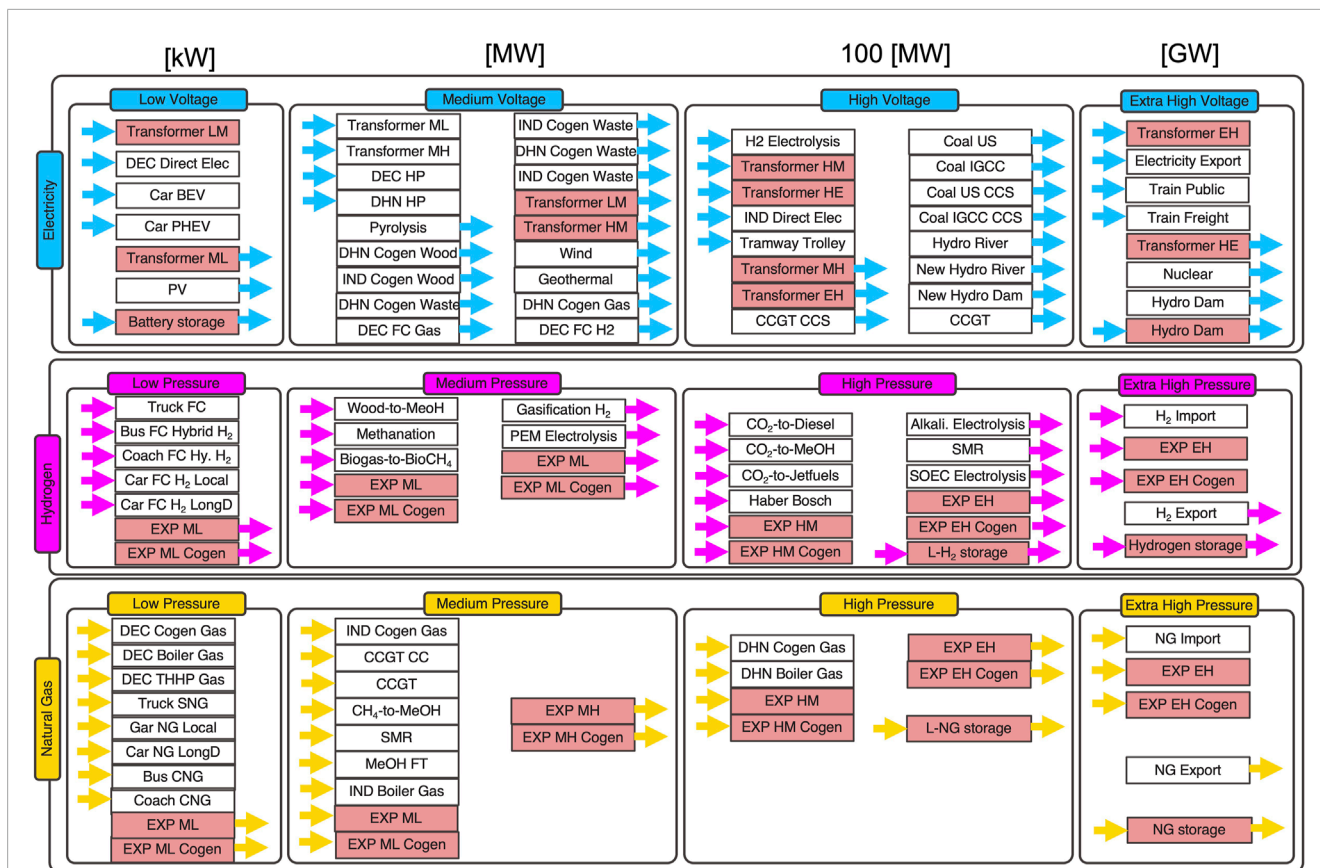 [kW]
[MW]
100 [MW]
[GW]
Electricity
Low Voltage
Transformer LM
DEC Direct Elec
Car BEV
Car PHEV
Transformer ML
PV
Battery storage
Medium Voltage
Transformer ML
Transformer MH
DEC HP
DHN HP
Pyrolysis
DHN Cogen Wood
IND Cogen Wood
DHN Cogen Waste
DEC FC Gas
IND Cogen Waste
DHN Cogen Waste
IND Cogen Waste
Transformer LM
Transformer HM
Wind
Geothermal
DHN Cogen Gas
DEC FC H2
High Voltage
H2 Electrolysis
Transformer HM
Transformer HE
IND Direct Elec
Tramway Trolley
Transformer MH
Transformer EH
CCGT CCS
Coal US
Coal IGCC
Coal US CCS
Coal IGCC CCS
Hydro River
New Hydro River
New Hydro Dam
CCGT
Extra High Voltage
Transformer EH
Electricity Export
Train Public
Train Freight
Transformer HE
Nuclear
Hydro Dam
Hydro Dam
Hydrogen
Low Pressure
Truck FC
Bus FC Hybrid H₂
Coach FC Hy. H₂
Car FC H₂ Local
Car FC H₂ LongD
EXP ML
EXP ML Cogen
Medium Pressure
Wood-to-MeoH
Methanation
Biogas-to-BioCH₄
EXP ML
EXP ML Cogen
Gasification H₂
PEM Electrolysis
EXP ML
EXP ML Cogen
High Pressure
CO₂-to-Diesel
CO₂-to-MeOH
CO₂-to-Jetfuels
Haber Bosch
EXP HM
EXP HM Cogen
Alkali. Electrolysis
SMR
SOEC Electrolysis
EXP EH
EXP EH Cogen
L-H₂ storage
Extra High Pressure
H₂ Import
EXP EH
EXP EH Cogen
H₂ Export
Hydrogen storage
Natural Gas
Low Pressure
DEC Cogen Gas
DEC Boiler Gas
DEC THHP Gas
Truck SNG
Gar NG Local
Car NG LongD
Bus CNG
Coach CNG
EXP ML
EXP ML Cogen
Medium Pressure
IND Cogen Gas
CCGT CC
CCGT
CH₄-to-MeOH
SMR
MeOH FT
IND Boiler Gas
EXP ML
EXP ML Cogen
EXP MH
EXP MH Cogen
High Pressure
DHN Cogen Gas
DHN Boiler Gas
EXP HM
EXP HM Cogen
EXP EH
EXP EH Cogen
L-NG storage
Extra High Pressure
NG Import
EXP EH
EXP EH Cogen
NG Export
NG storage